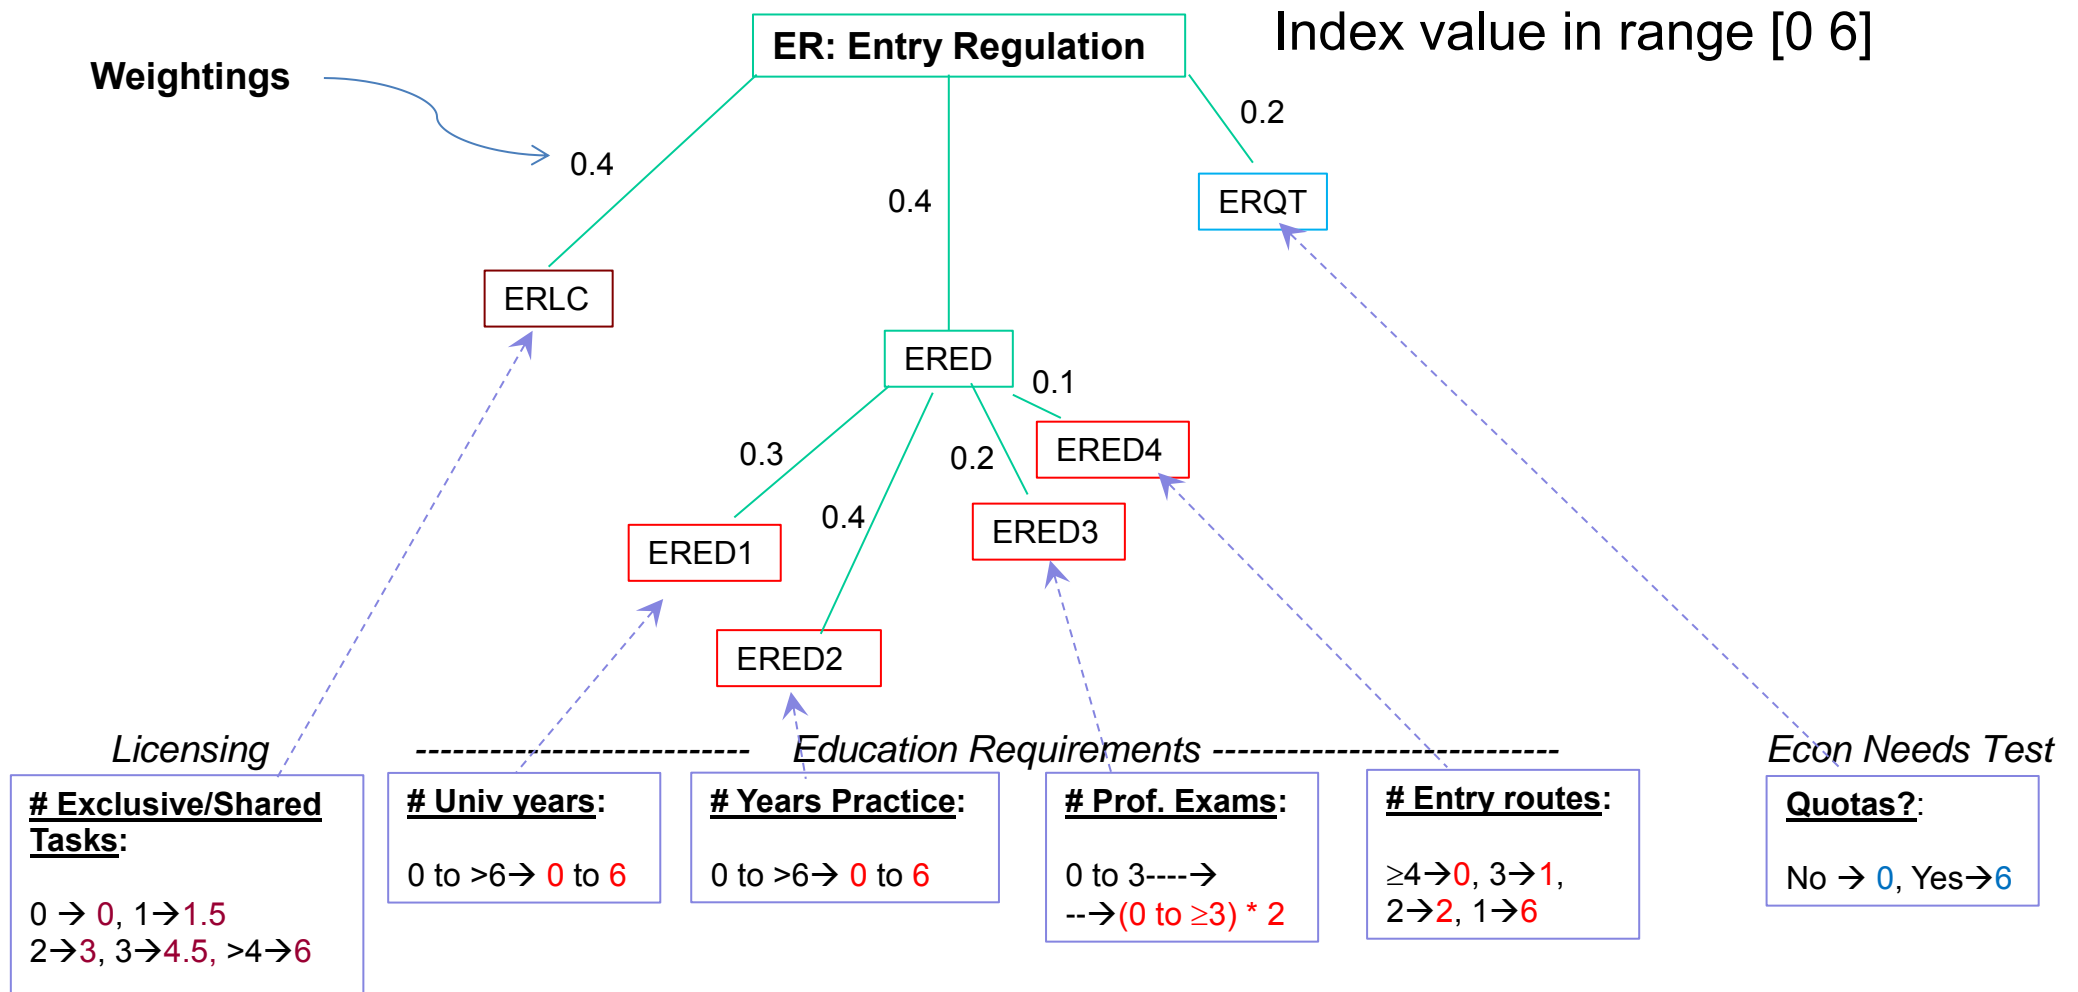 ER: Entry Regulation
Index value in range [0 6]
Weightings
0.4
0.4
0.2
ERQT
ERLC
ERED
0.1
0.3
0.4
0.2
ERED4
ERED1
ERED3
ERED2
Licensing
--------------------------- Education Requirements ----------------------------
Econ Needs Test
# Exclusive/Shared
Tasks:
0 → 0, 1→1.5
2→3, 3→4.5, >4→6
# Univ years:
0 to >6→ 0 to 6
# Years Practice:
0 to >6→ 0 to 6
# Prof. Exams:
0 to 3----→
--→(0 to ≥3) * 2
# Entry routes:
≥4→0, 3→1,
2→2, 1→6
Quotas?:
No → 0, Yes→6